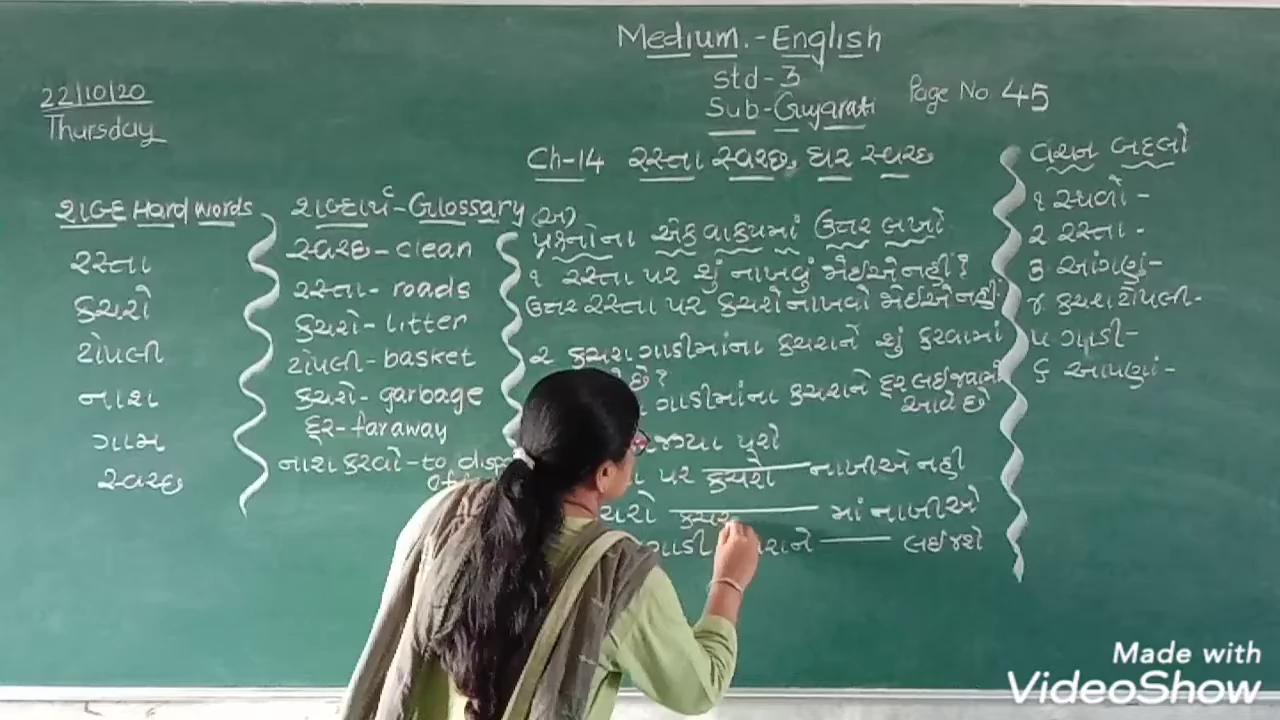 Medium.-English
Std-3
Sub-Gujarati
Page No. 45
22/10/20
Thursday
Ch-14 રસ્તા સ્વચ્છ, ઘર સ્વચ્છ
શબ્દ Hard words
રસ્તા
કચરો
ટોપલી
નાશ
ગામ
સ્વચ્છ
શબ્દાર્થ-Glossary
સ્વચ્છ-clean
રસ્તા-roads
કચરો-Litter
ટોપલી-basket
કચરો-garbage
દૂર-faraway
નાશ કરવો-to
(અ)
પ્રશ્નોના એક વાક્યમાં ઉત્તર લખો
૧ રસ્તા પર શું નાખવું જોઈએ નહીં?
ઉત્તર રસ્તા પર કચરો નાખવો જોઈએ નહીં
૨ કચરાગાડીમાંના કચરાને શું કરવામાં
છે?
ગાડીમાંના કચરાને દૂર લઈ જવામાં
આવે છે
પૂરો
પર કચરો નાખીએ નહી
કચર માં નાખીએ
ગાડી ને ____ લઈ જશે
વચન બદલો
૧ સ્થળો-
૨ રસ્તા-
૩ આંગણું-
૪ કચરાટોપલી-
૫ ગાડી-
૬ આપણાં-
Made with
VideoShow